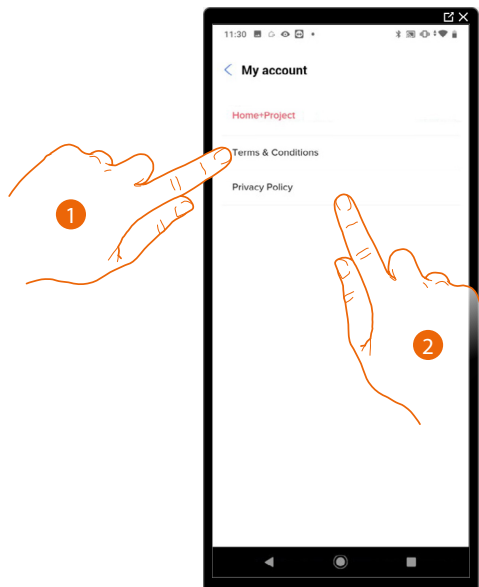 11:30
My account
Home+Project
Terms & Conditions
Privacy Policy
1
2